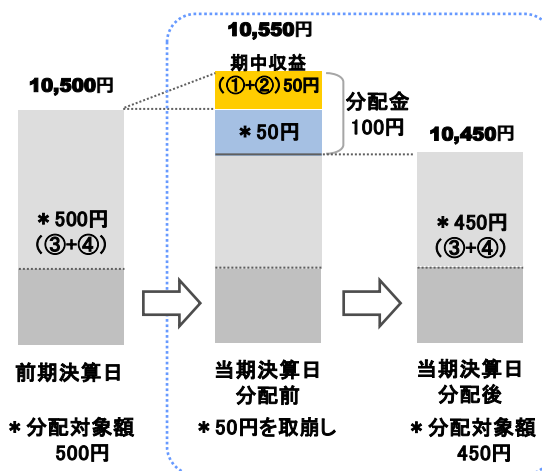 10,550円
期中収益
（①+②）50円
10,500円
分配金
100円
＊50円
10,450円
＊500円
（③+④）
＊450円
（③+④）
前期決算日
当期決算日
分配前
当期決算日
分配後
＊分配対象額
500円
＊50円を取崩し
＊分配対象額
450円